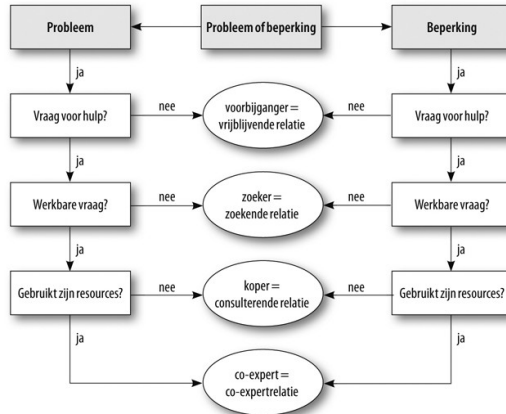 Probleem
Probleem of beperking
Beperking
ja
ja
Vraag voor hulp?
nee
voorbijganger =
vrijblijvende relatie
nee
Vraag voor hulp?
ja
ja
Werkbare vraag?
nee
zoeker =
zoekende relatie
nee
Werkbare vraag?
ja
ja
Gebruikt zijn resources?
nee
koper =
consulterende relatie
nee
Gebruikt zijn resources?
ja
ja
co-expert =
co-expertrelatie